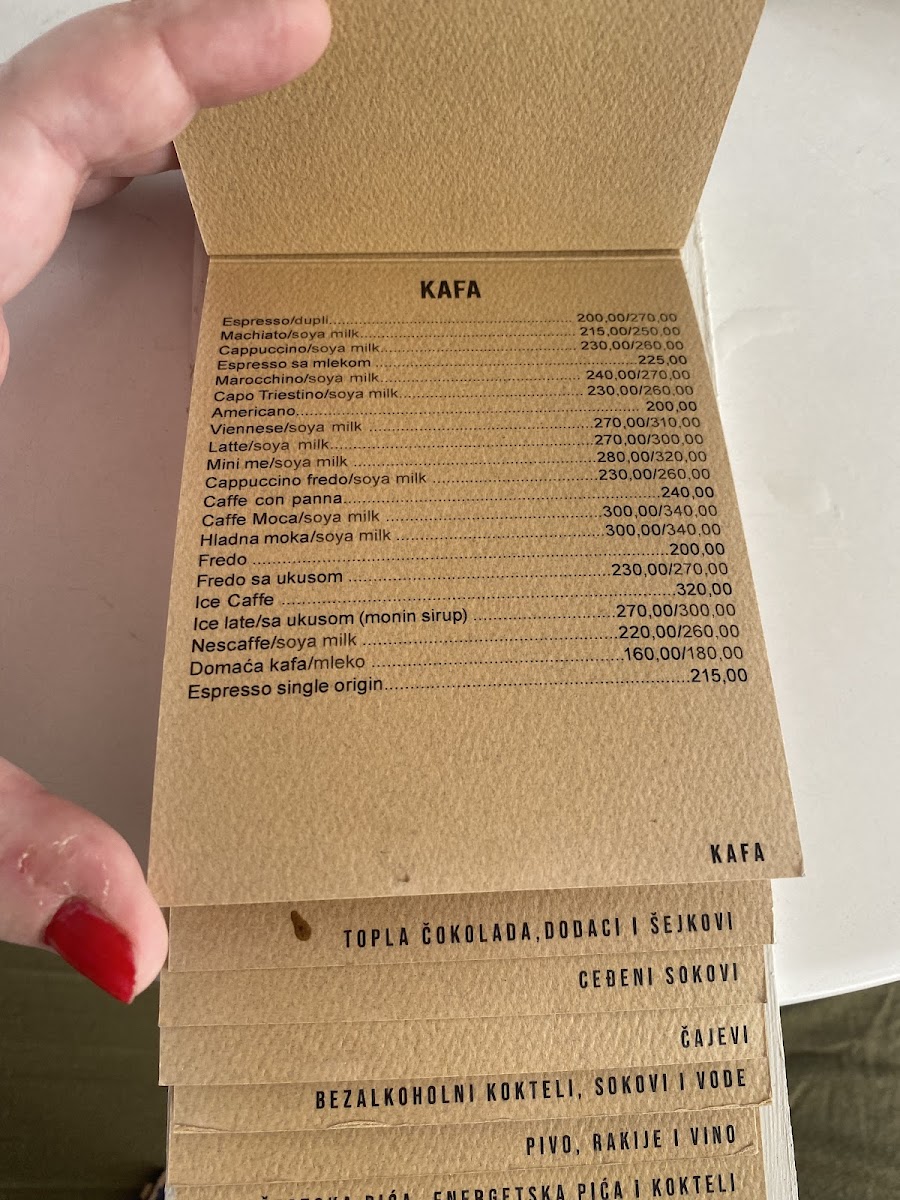 KAFA
Espresso/dupli........................................................ 200,00/270,00
Machiato/soya milk................................................. 215,00/250,00
Cappuccino/soya milk............................................. 230,00/260,00
Espresso sa mlekom .............................................................225,00
Marocchino/soya milk............................................... 240,00/270,00
Capo Triestino/soya milk.......................................... 230,00/260,00
Americano............................................................................. 200,00
Viennese/soya milk ...................................................270,00/310,00
Latte/soya milk...........................................................270,00/300,00
Mini me/soya milk ......................................................280,00/320,00
Cappuccino fredo/soya milk .....................................230,00/260,00
Caffe con panna.....................................................................240,00
Caffe Moca/soya milk ................................................300,00/340,00
Hladna moka/soya milk ..............................................300,00/340,00
Fredo ......................................................................................200,00
Fredo sa ukusom .......................................................230,00/270,00
Ice Caffe .................................................................................320,00
Ice late/sa ukusom (monin sirup) ..............................270,00/300,00
Nescaffe/soya milk .....................................................220,00/260,00
Domaća kafa/mleko ....................................................160,00/180,00
Espresso single origin...............................................................215,00
KAFA
TOPLA ČOKOLADA,DODACI I ŠEJKOVI
CEĐENI SOKOVI
ČAJEVI
BEZALKOHOLNI KOKTELI, SOKOVI I VODE
PIVO, RAKIJE I VINO
PIĆA, ENERGETSKA PIĆA I KOKTELI